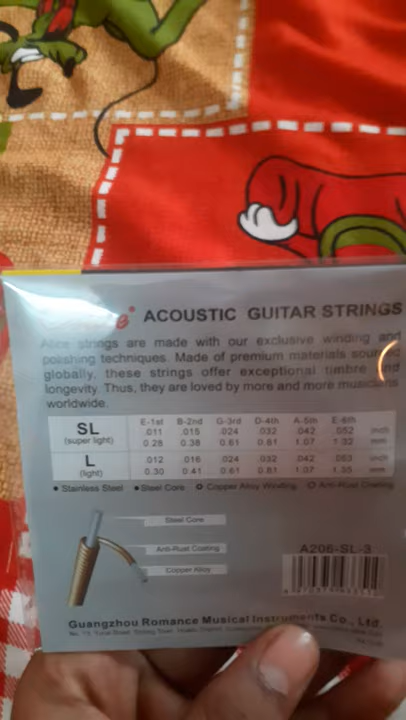 ACOUSTIC GUITAR STRINGS
Alice strings are made with our exclusive winding and
polishing techniques. Made of premium materials sourced
globally, these strings offer exceptional timbre and
longevity. Thus, they are loved by more and more musicians
worldwide.
SL (super light) E-1st B-2nd G-3rd D-4th A-5th E-6th
.011 .015 .024 .032 .042 .052 inch
0.28 0.38 0.61 0.81 1.07 1.32 mm
L (light) .012 .016 .024 .032 .042 .053 inch
0.30 0.41 0.61 0.81 1.07 1.35 mm
● Stainless Steel ● Steel Core ○ Copper Alloy Winding ○ Anti-Rust Coating
Steel Core
Anti-Rust Coating
Copper Alloy
A206-SL-3
Guangzhou Romance Musical Instruments Co., Ltd.